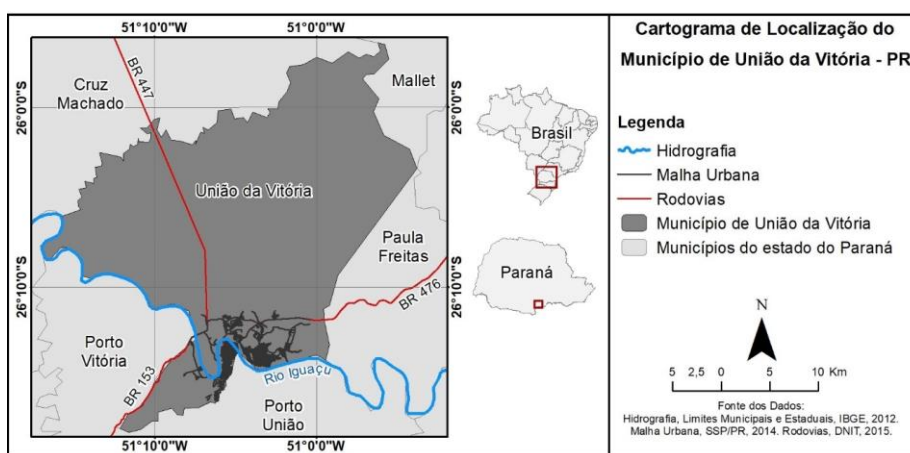 51°10'0"W
51°0'0"W
26°0'0"S
26°10'0"S
Cruz
Machado
BR 447
Mallet
União da Vitória
Paula
Freitas
BR 476
Porto
Vitória
BR 153
Rio Iguaçu
Porto
União
26°0'0"S
26°10'0"S
51°10'0"W
51°0'0"W
Brasil
Paraná
Cartograma de Localização do
Município de União da Vitória - PR
Legenda
Hidrografia
Malha Urbana
Rodovias
Município de União da Vitória
Municípios do estado do Paraná
N
5 2,5 0 5 10 Km
Fonte dos Dados:
Hidrografia, Limites Municipais e Estaduais, IBGE, 2012.
Malha Urbana, SSP/PR, 2014. Rodovias, DNIT, 2015.